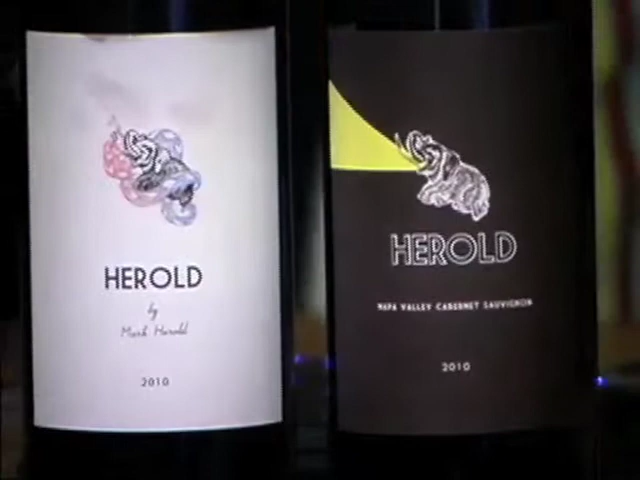 HEROLD
by
Mark Herold
2010
HEROLD
NAPA VALLEY CABERNET SAUVIGNON
2010